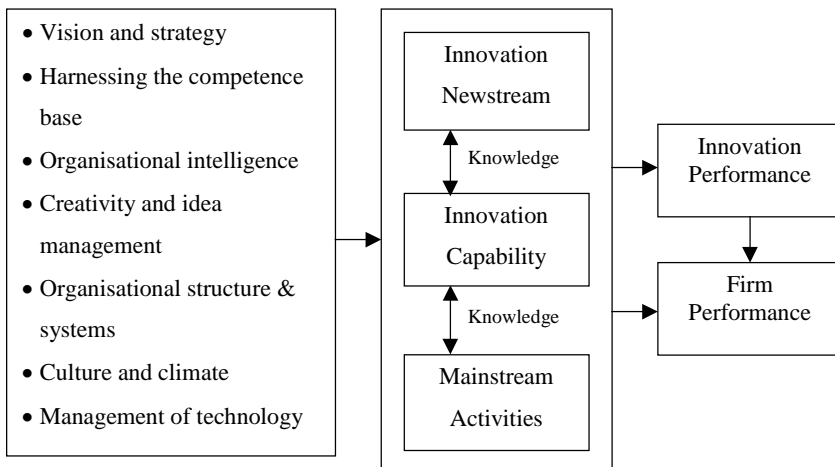 • Vision and strategy
• Harnessing the competence
base
• Organisational intelligence
• Creativity and idea
management
• Organisational structure &
systems
• Culture and climate
• Management of technology
Innovation
Newstream
Knowledge
Innovation
Capability
Knowledge
Mainstream
Activities
Innovation
Performance
Firm
Performance